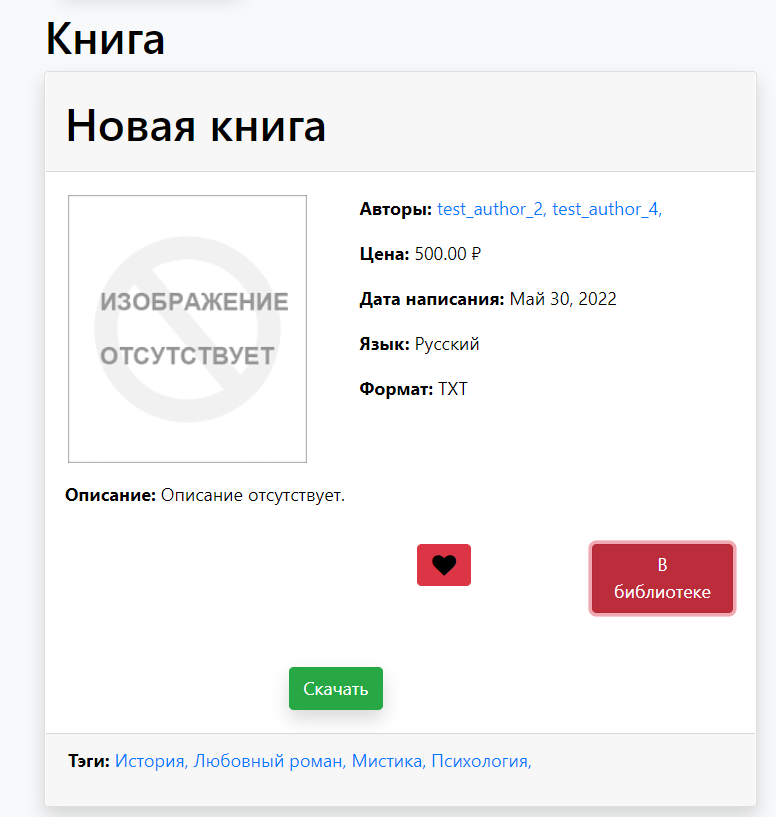 Книга
Новая книга
ИЗОБРАЖЕНИЕ
ОТСУТСТВУЕТ
Авторы: test_author_2, test_author_4,
Цена: 500.00 ₽
Дата написания: Май 30, 2022
Язык: Русский
Формат: TXT
Описание: Описание отсутствует.
В
библиотеке
Скачать
Тэги: История, Любовный роман, Мистика, Психология,